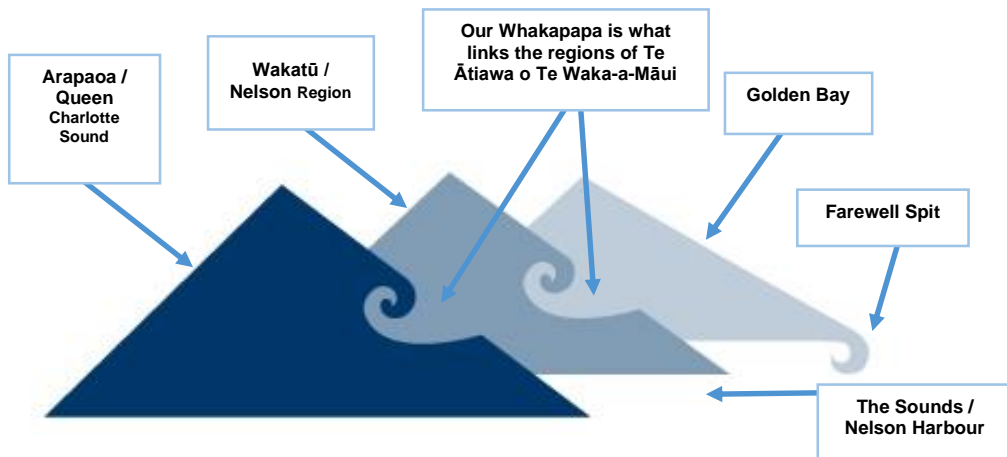 Arapaoa /
Queen
Charlotte
Sound
Wakatū /
Nelson Region
Our Whakapapa is what
links the regions of Te
Ātiawa o Te Waka-a-Māui
Golden Bay
Farewell Spit
The Sounds /
Nelson Harbour